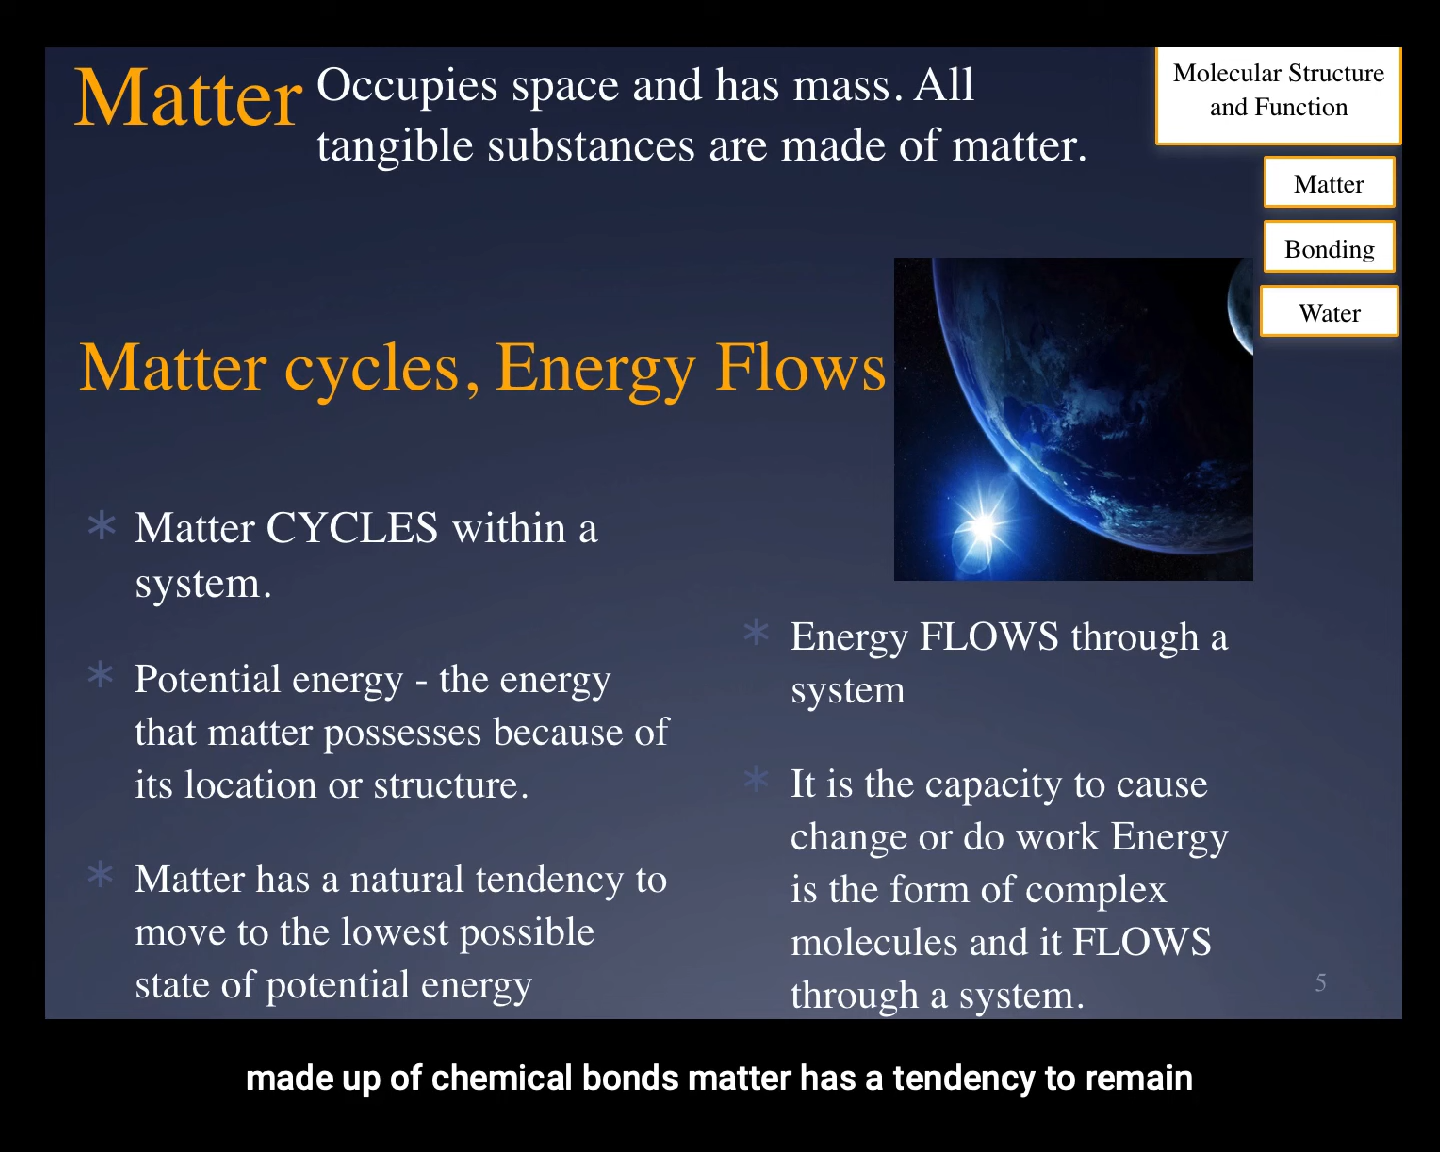 Matter
Occupies space and has mass. All
tangible substances are made of matter.
Molecular Structure
and Function
Matter
Bonding
Water
Matter cycles, Energy Flows
* Matter CYCLES within a
system.
* Potential energy - the energy
that matter possesses because of
its location or structure.
* Matter has a natural tendency to
move to the lowest possible
state of potential energy
* Energy FLOWS through a
system
* It is the capacity to cause
change or do work Energy
is the form of complex
molecules and it FLOWS
through a system.
5
made up of chemical bonds matter has a tendency to remain